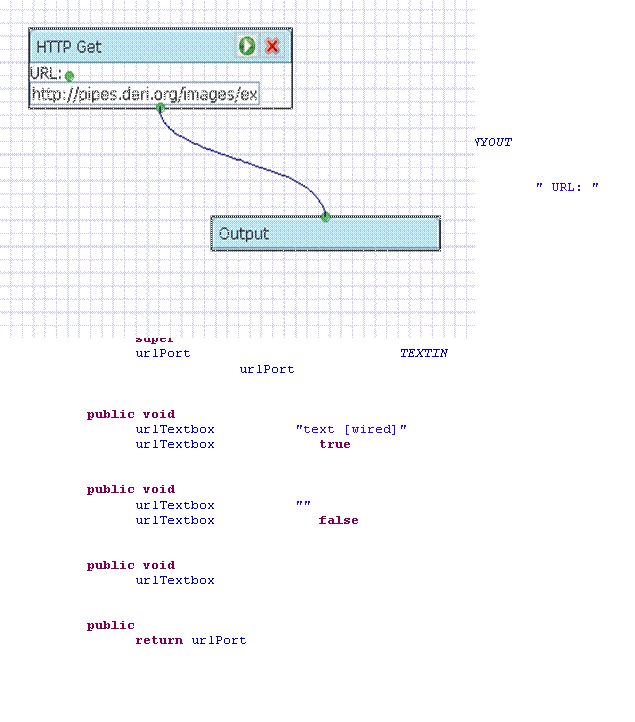 HTTP Get
URL:
http://pipes.deri.org/images/ex
NYOUT
" URL: "
Output
super
urlPort TEXTIN
urlPort
public void
urlTextbox "text [wired]"
urlTextbox true
public void
urlTextbox ""
urlTextbox false
public void
urlTextbox
public
return urlPort